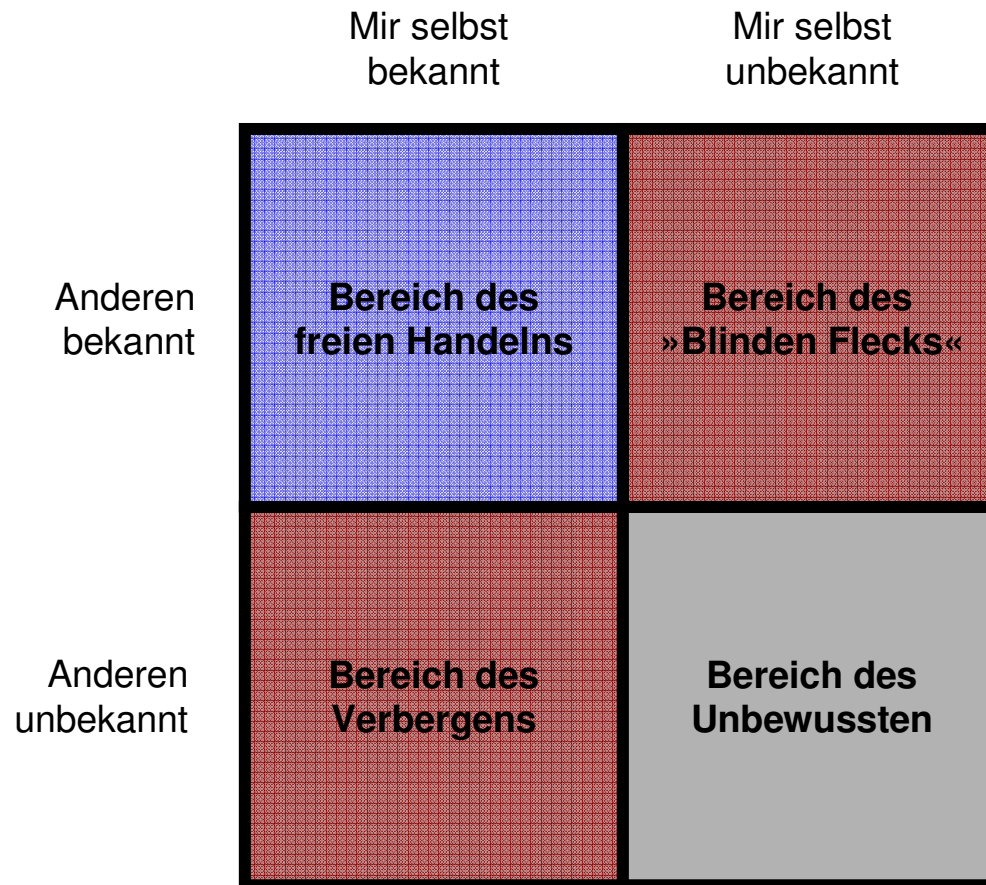 Mir selbst
bekannt
Mir selbst
unbekannt
Anderen
bekannt
Bereich des
freien Handelns
Bereich des
»Blinden Flecks«
Anderen
unbekannt
Bereich des
Verbergens
Bereich des
Unbewussten